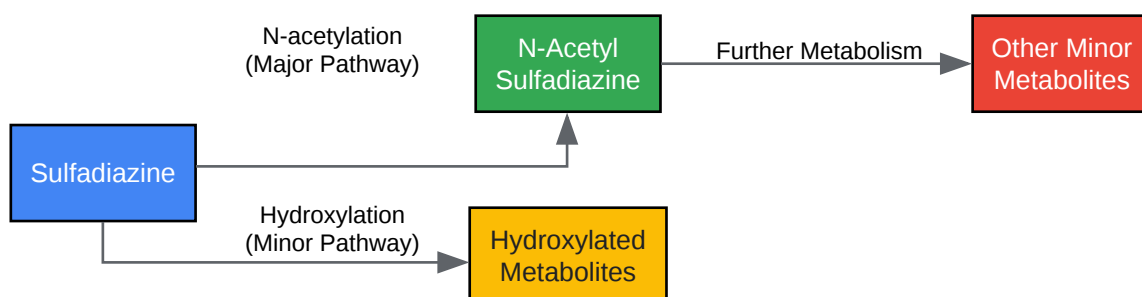 N-acetylation
(Major Pathway)
N-Acetyl
Sulfadiazine
Further Metabolism
Other Minor
Metabolites
Sulfadiazine
Hydroxylation
(Minor Pathway)
Hydroxylated
Metabolites